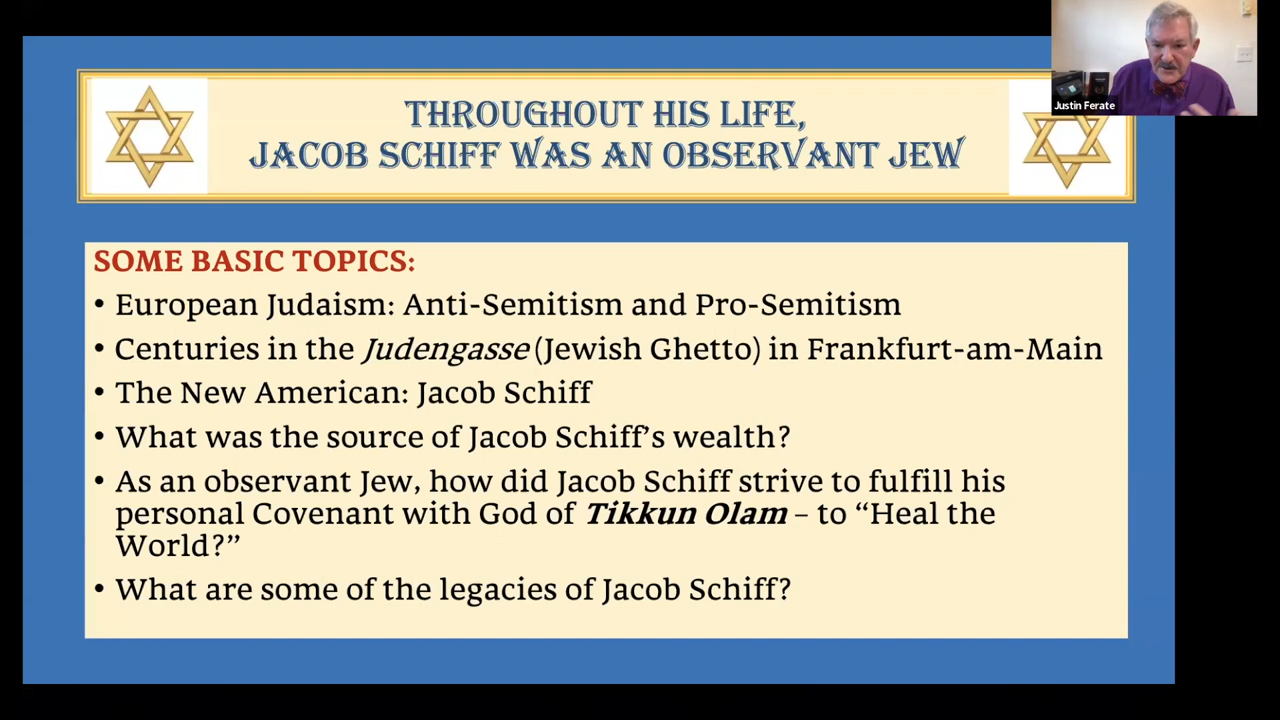 THROUGHOUT HIS LIFE,
JACOB SCHIFF WAS AN OBSERVANT JEW
Justin Ferate
SOME BASIC TOPICS:
• European Judaism: Anti-Semitism and Pro-Semitism
• Centuries in the Judengasse (Jewish Ghetto) in Frankfurt-am-Main
• The New American: Jacob Schiff
• What was the source of Jacob Schiff's wealth?
• As an observant Jew, how did Jacob Schiff strive to fulfill his
personal Covenant with God of Tikkun Olam – to “Heal the
World?”
• What are some of the legacies of Jacob Schiff?